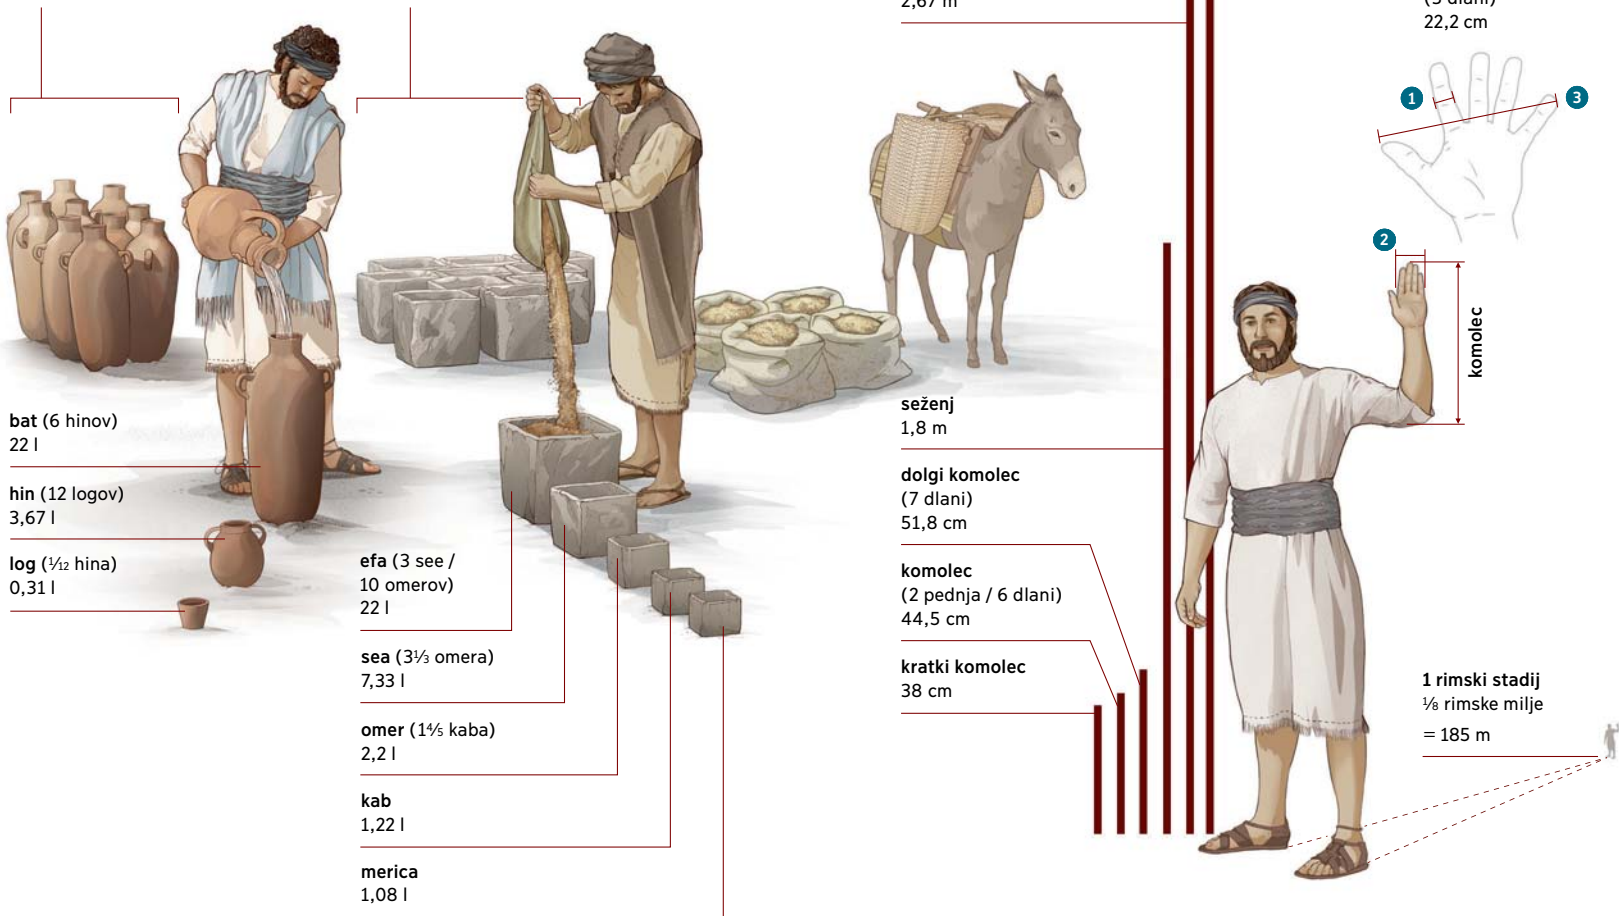 bat (6 hinov)
22 l
hin (12 logov)
3,67 l
log (1⁄12 hina)
0,31 l
efa (3 see /
10 omerov)
22 l
sea (3⅓ omera)
7,33 l
omer (1⅘ kaba)
2,2 l
kab
1,22 l
merica
1,08 l
2,67 m
seženj
1,8 m
dolgi komolec
(7 dlani)
51,8 cm
komolec
(2 pednja / 6 dlani)
44,5 cm
kratki komolec
38 cm
(3 dlani)
22,2 cm
1
3
2
komolec
1 rimski stadij
⅛ rimske milje
= 185 m